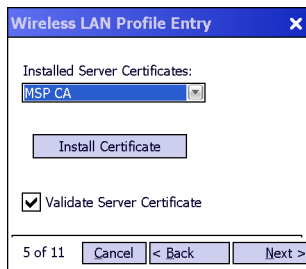 Wireless LAN Profile Entry
Installed Server Certificates:
MSP CA
Install Certificate
Validate Server Certificate
5 of 11 Cancel < Back Next >